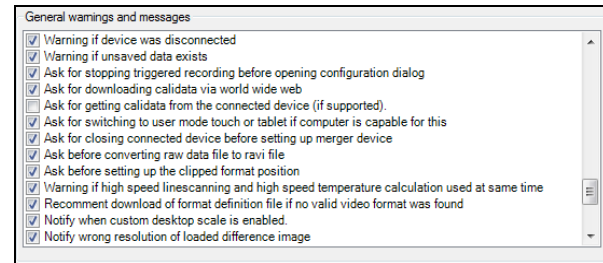 General warnings and messages
Warning if device was disconnected
Warning if unsaved data exists
Ask for stopping triggered recording before opening configuration dialog
Ask for downloading calidata via world wide web
Ask for getting calidata from the connected device (if supported).
Ask for switching to user mode touch or tablet if computer is capable for this
Ask for closing connected device before setting up merger device
Ask before converting raw data file to ravi file
Ask before setting up the clipped format position
Warning if high speed linescanning and high speed temperature calculation used at same time
Recomment download of format definition file if no valid video format was found
Notify when custom desktop scale is enabled.
Notify wrong resolution of loaded difference image